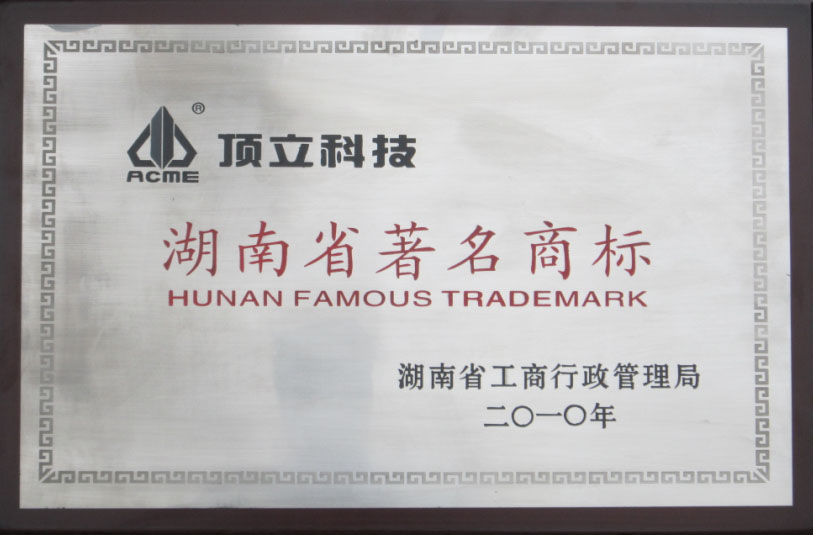 ®
ACME
顶立科技
湖南省著名商标
HUNAN FAMOUS TRADEMARK
湖南省工商行政管理局
二〇一〇年